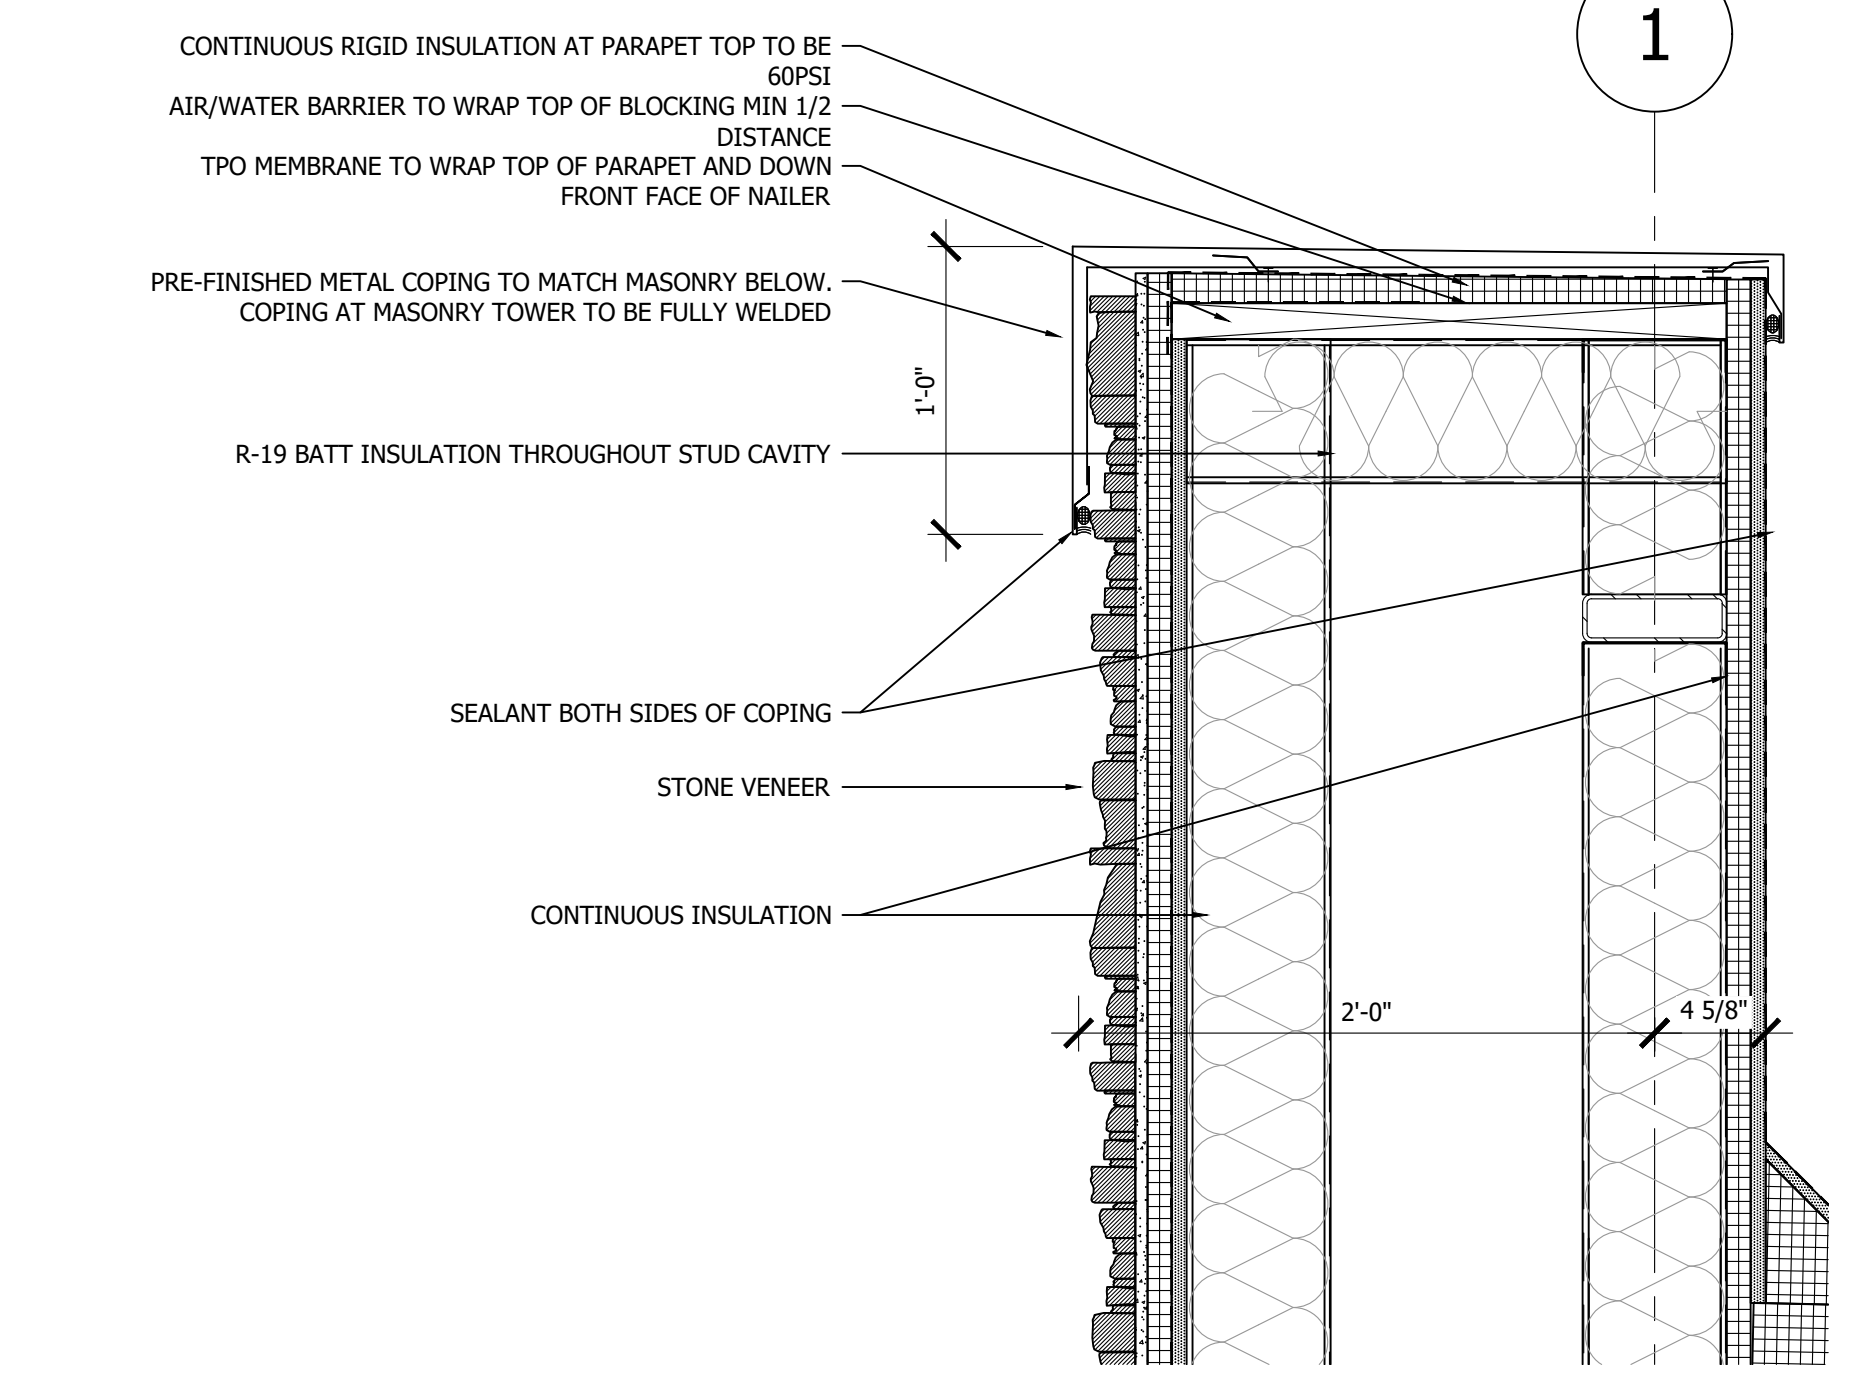 1
CONTINUOUS RIGID INSULATION AT PARAPET TOP TO BE
60PSI
AIR/WATER BARRIER TO WRAP TOP OF BLOCKING MIN 1/2
DISTANCE
TPO MEMBRANE TO WRAP TOP OF PARAPET AND DOWN
FRONT FACE OF NAILER
PRE-FINISHED METAL COPING TO MATCH MASONRY BELOW.
COPING AT MASONRY TOWER TO BE FULLY WELDED
1'-0"
R-19 BATT INSULATION THROUGHOUT STUD CAVITY
SEALANT BOTH SIDES OF COPING
STONE VENEER
CONTINUOUS INSULATION
2'-0"
4 5/8"